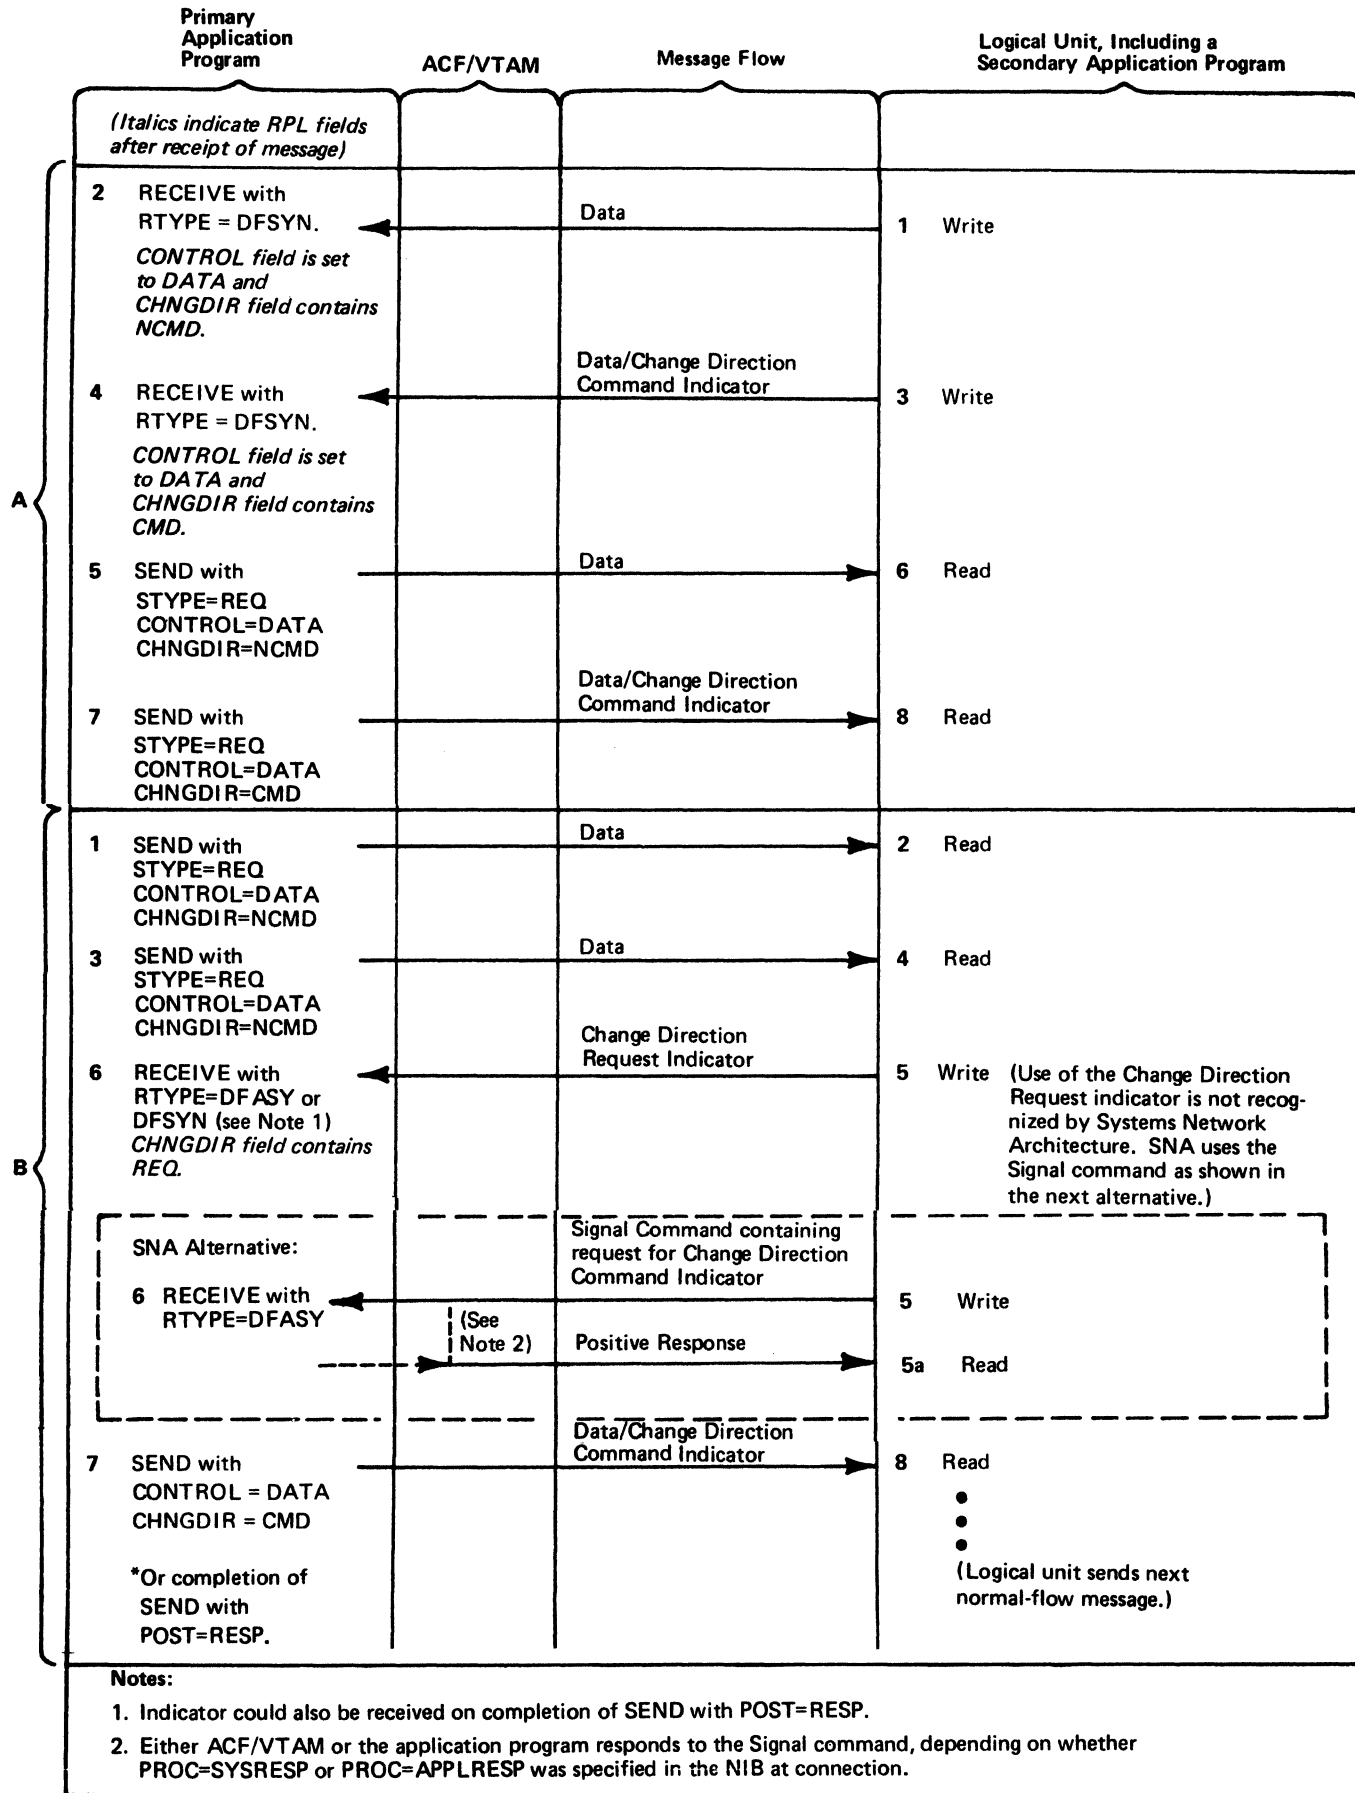 Primary
Application
Program
ACF/VTAM
Message Flow
Logical Unit, Including a
Secondary Application Program
(Italics indicate RPL fields
after receipt of message)
A
2 RECEIVE with
RTYPE = DFSYN.
CONTROL field is set
to DATA and
CHNGDIR field contains
NCMD.
Data
1 Write
4 RECEIVE with
RTYPE = DFSYN.
CONTROL field is set
to DATA and
CHNGDIR field contains
CMD.
Data/Change Direction
Command Indicator
3 Write
5 SEND with
STYPE=REQ
CONTROL=DATA
CHNGDIR=NCMD
Data
6 Read
7 SEND with
STYPE=REQ
CONTROL=DATA
CHNGDIR=CMD
Data/Change Direction
Command Indicator
8 Read
B
1 SEND with
STYPE=REQ
CONTROL=DATA
CHNGDIR=NCMD
Data
2 Read
3 SEND with
STYPE=REQ
CONTROL=DATA
CHNGDIR=NCMD
Data
4 Read
6 RECEIVE with
RTYPE=DFASY or
DFSYN (see Note 1)
CHNGDIR field contains
REQ.
Change Direction
Request Indicator
5 Write (Use of the Change Direction
Request indicator is not recog-
nized by Systems Network
Architecture. SNA uses the
Signal command as shown in
the next alternative.)
SNA Alternative:
6 RECEIVE with
RTYPE=DFASY
Signal Command containing
request for Change Direction
Command Indicator
5 Write
(See
Note 2)
Positive Response
5a Read
7 SEND with
CONTROL = DATA
CHNGDIR = CMD
*Or completion of
SEND with
POST=RESP.
Data/Change Direction
Command Indicator
8 Read
(Logical unit sends next
normal-flow message.)
Notes:
1. Indicator could also be received on completion of SEND with POST=RESP.
2. Either ACF/VTAM or the application program responds to the Signal command, depending on whether
PROC=SYSRESP or PROC=APPLRESP was specified in the NIB at connection.